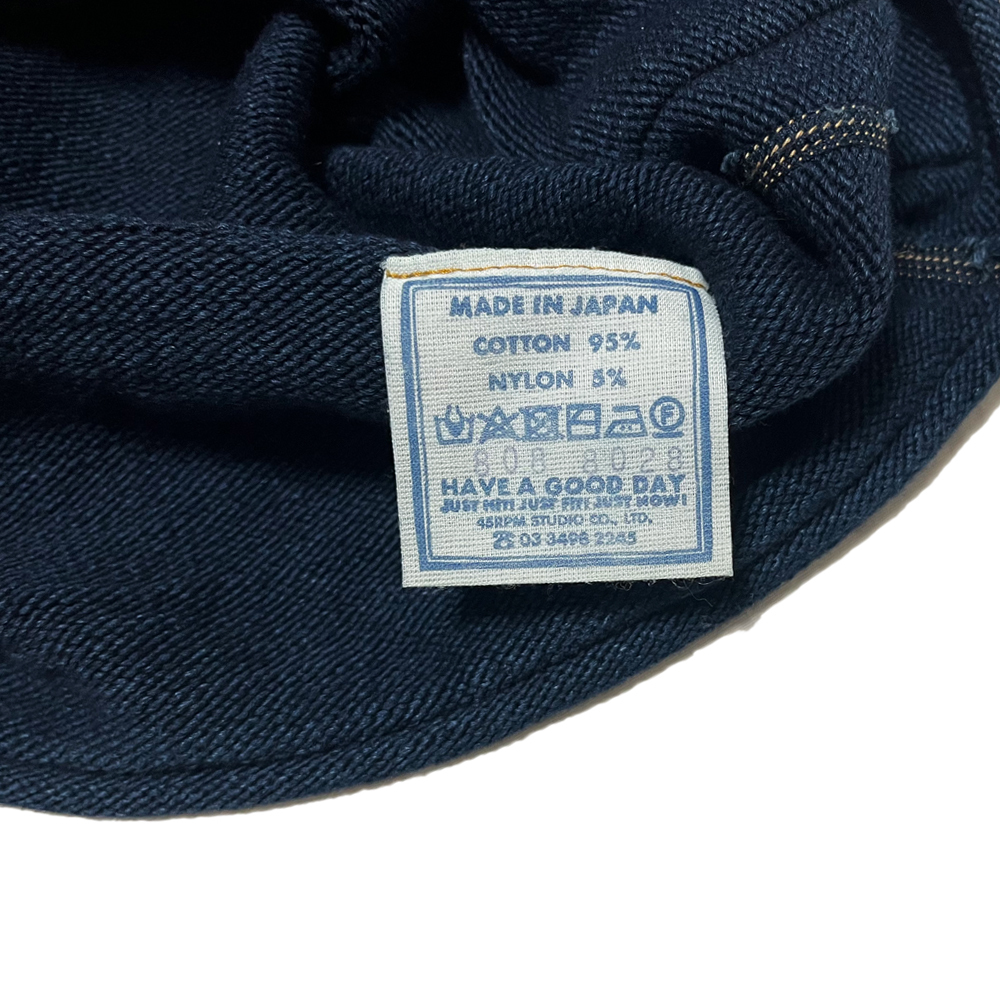 MADE IN JAPAN
COTTON 95%
NYLON 5%
F
808 8028
HAVE A GOOD DAY
JUST HIT! JUST FIT! JUST NOW!
45RPM STUDIO CO., LTD.
☎ 03 3498 2245